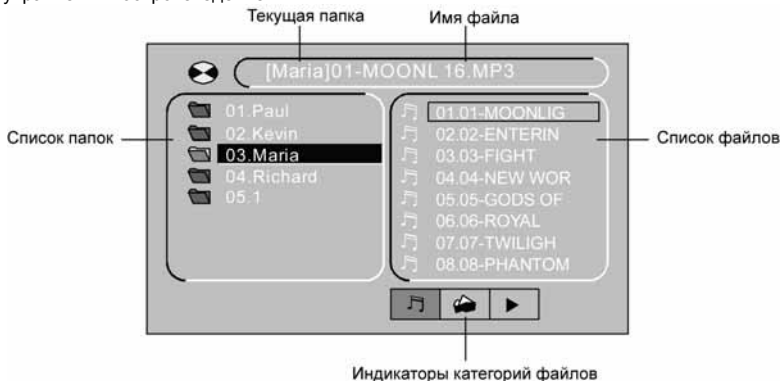 Текущая папка
Имя файла
[Maria]01-MOONL 16.MP3
Список папок
01.Paul
02.Kevin
03.Maria
04.Richard
05.1
01.01-MOONLIG
02.02-ENTERIN
03.03-FIGHT
04.04-NEW WOR
05.05-GODS OF
06.06-ROYAL
07.07-TWILIGH
08.08-PHANTOM
Список файлов
Индикаторы категорий файлов